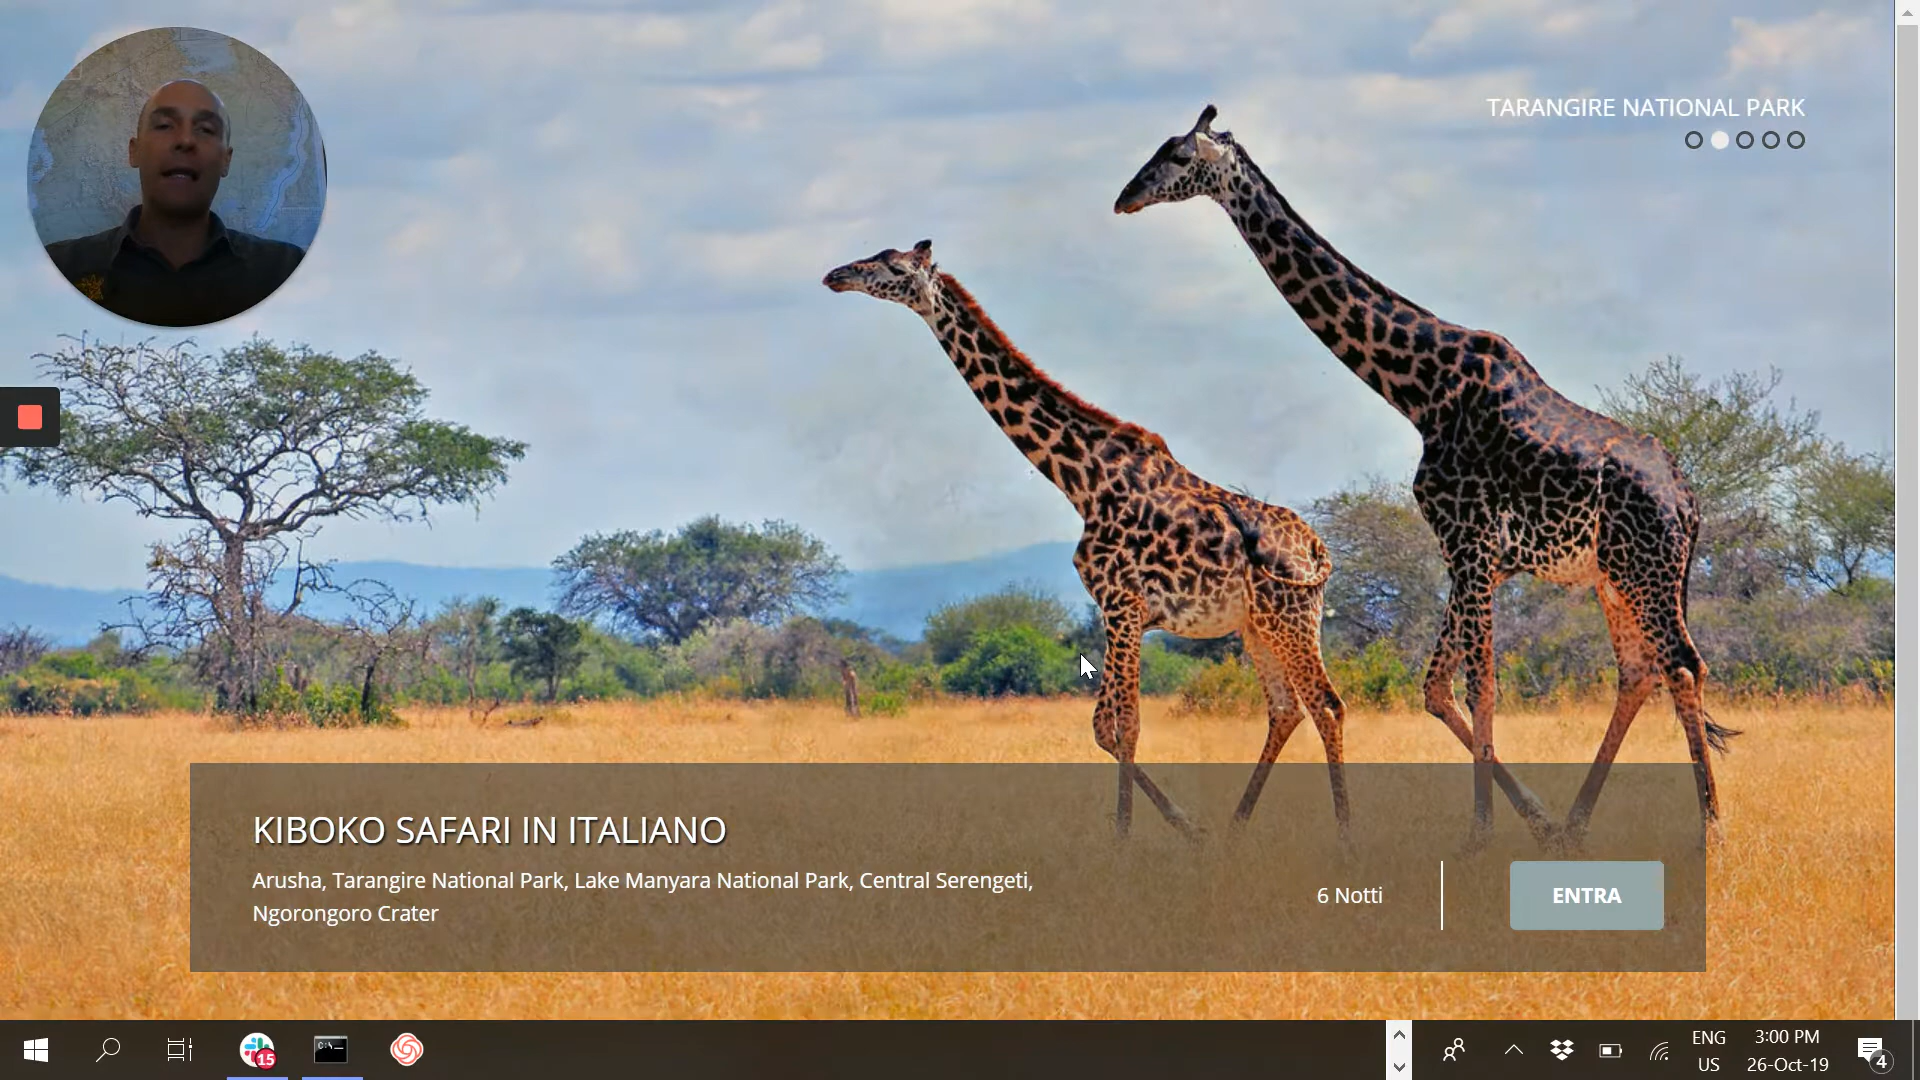 TARANGIRE NATIONAL PARK
KIBOKO SAFARI IN ITALIANO
Arusha, Tarangire National Park, Lake Manyara National Park, Central Serengeti,
Ngorongoro Crater
6 Notti
ENTRA
15
C:\
ENG
US
3:00 PM
26-Oct-19
4